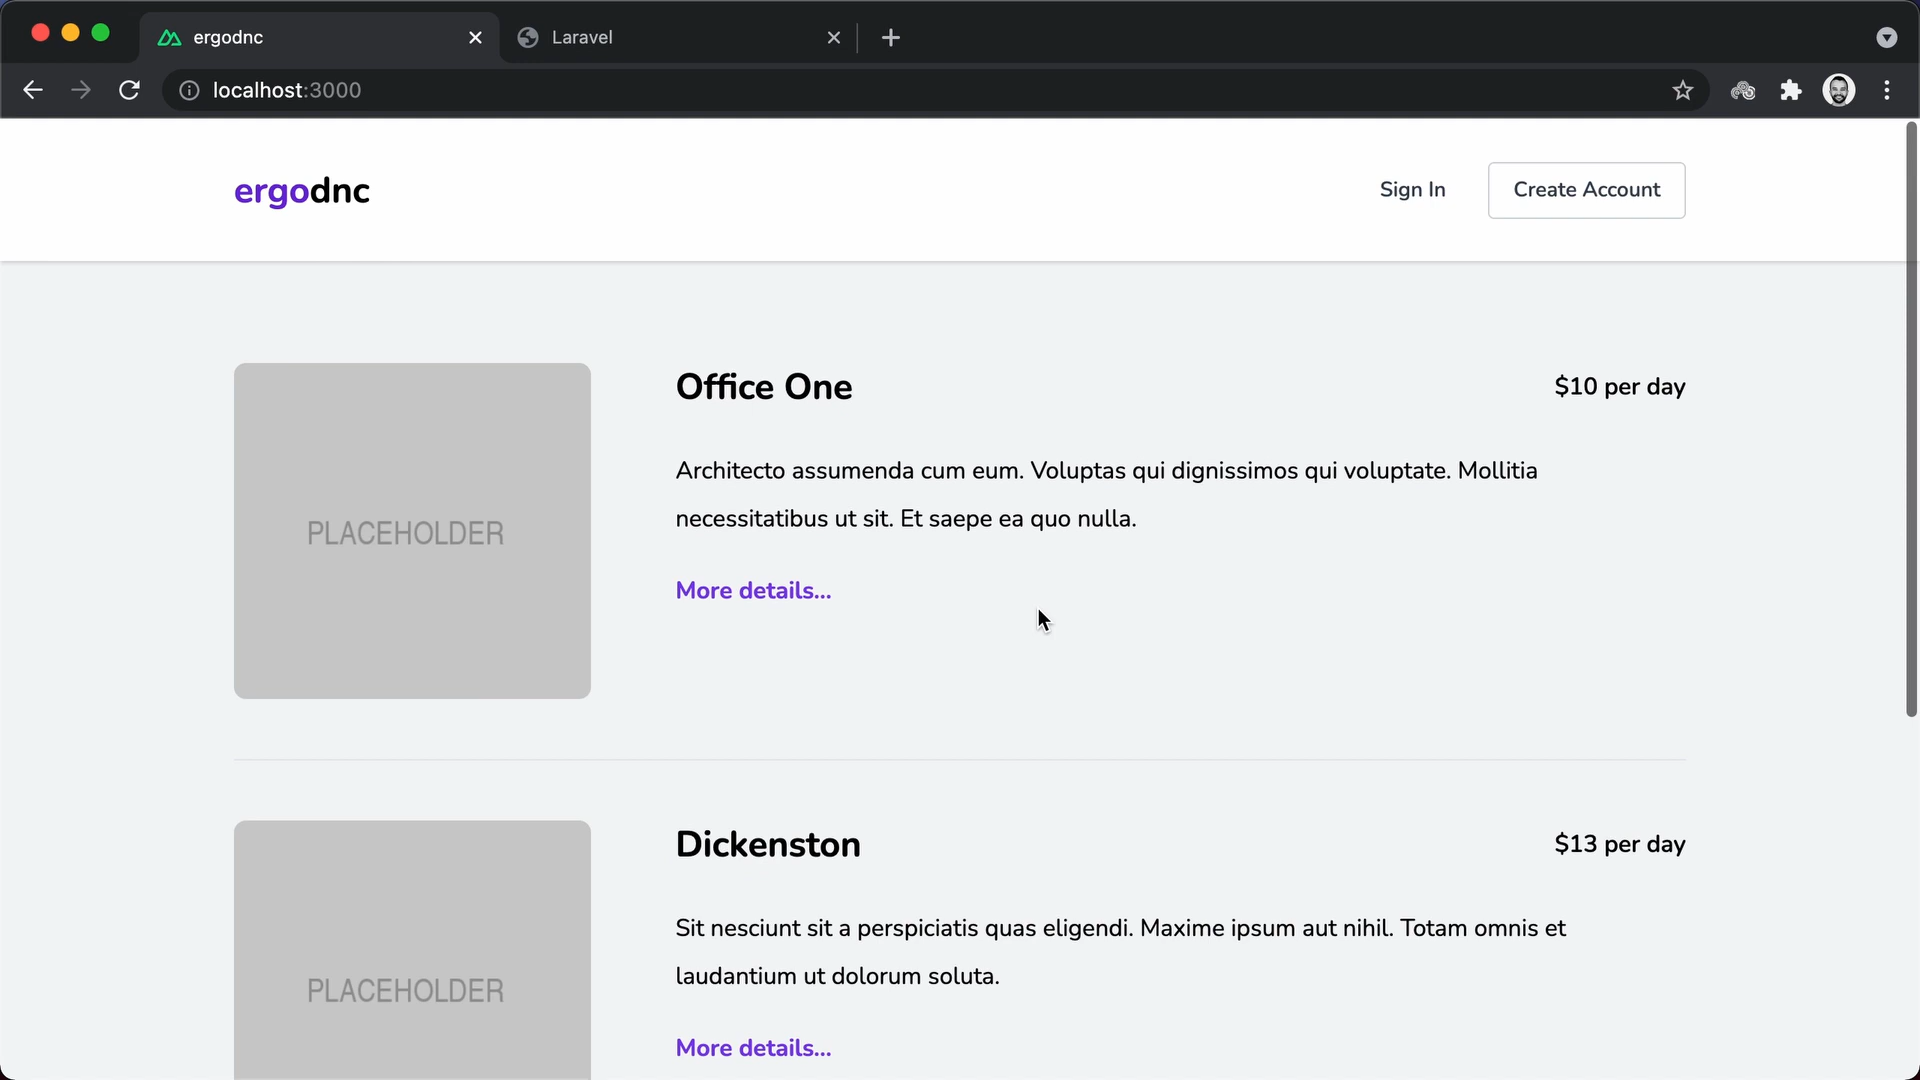 ergodnc
Laravel
localhost:3000
ergodnc
Sign In
Create Account
PLACEHOLDER
Office One
$10 per day
Architecto assumenda cum eum. Voluptas qui dignissimos qui voluptate. Mollitia
necessitatibus ut sit. Et saepe ea quo nulla.
More details...
PLACEHOLDER
Dickenston
$13 per day
Sit nesciunt sit a perspiciatis quas eligendi. Maxime ipsum aut nihil. Totam omnis et
laudantium ut dolorum soluta.
More details...